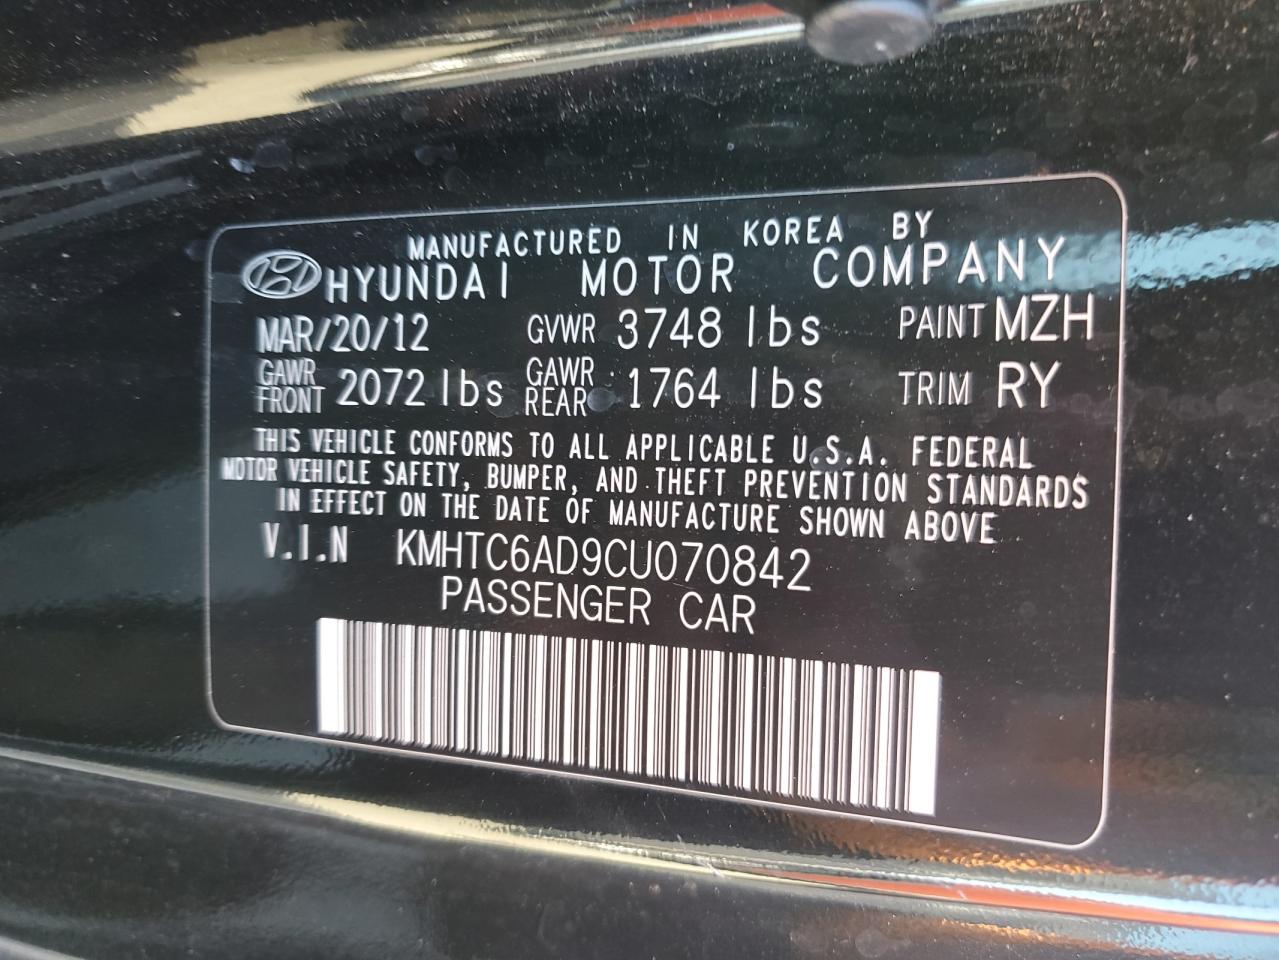 MANUFACTURED IN KOREA BY
HYUNDAI MOTOR COMPANY
MAR/20/12 GVWR 3748 lbs PAINT MZH
GAWR FRONT 2072 lbs GAWR REAR 1764 lbs TRIM RY
THIS VEHICLE CONFORMS TO ALL APPLICABLE U.S.A. FEDERAL
MOTOR VEHICLE SAFETY, BUMPER, AND THEFT PREVENTION STANDARDS
IN EFFECT ON THE DATE OF MANUFACTURE SHOWN ABOVE
V.I.N KMHTC6AD9CU070842
PASSENGER CAR